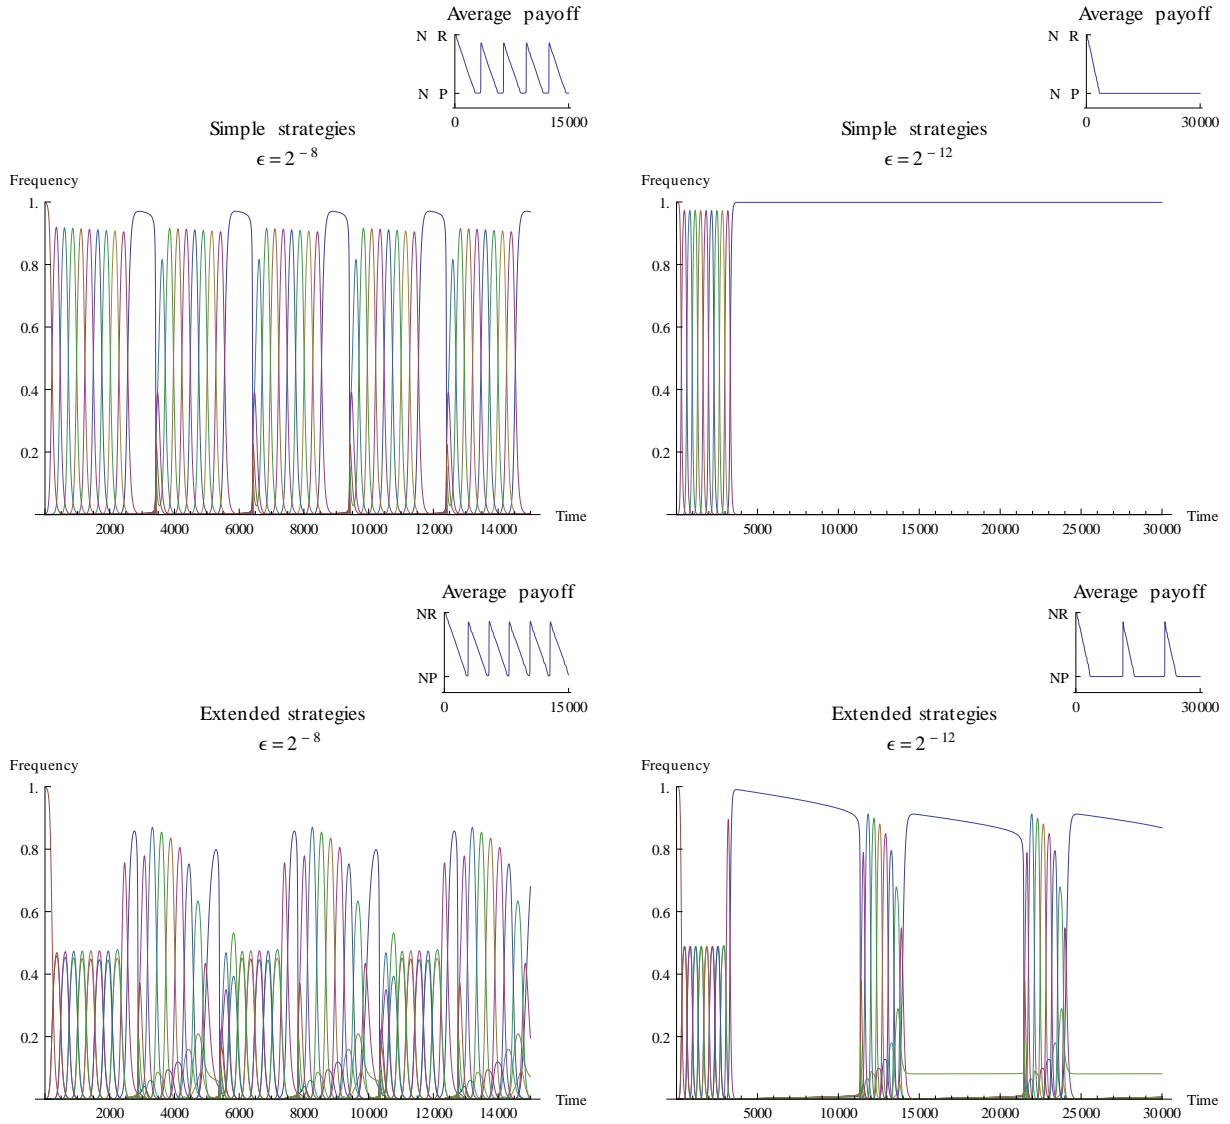 Average payoff
N R
N P
0
15000
Simple strategies
ϵ = 2⁻⁸
Frequency
1.
0.8
0.6
0.4
0.2
2000 4000 6000 8000 10000 12000 14000
Time
Average payoff
N R
N P
0
30000
Simple strategies
ϵ = 2⁻¹²
Frequency
1.
0.8
0.6
0.4
0.2
5000 10000 15000 20000 25000 30000
Time
Average payoff
NR
NP
0
15000
Extended strategies
ϵ = 2⁻⁸
Frequency
1.
0.8
0.6
0.4
0.2
2000 4000 6000 8000 10000 12000 14000
Time
Average payoff
NR
NP
0
30000
Extended strategies
ϵ = 2⁻¹²
Frequency
1.
0.8
0.6
0.4
0.2
5000 10000 15000 20000 25000 30000
Time